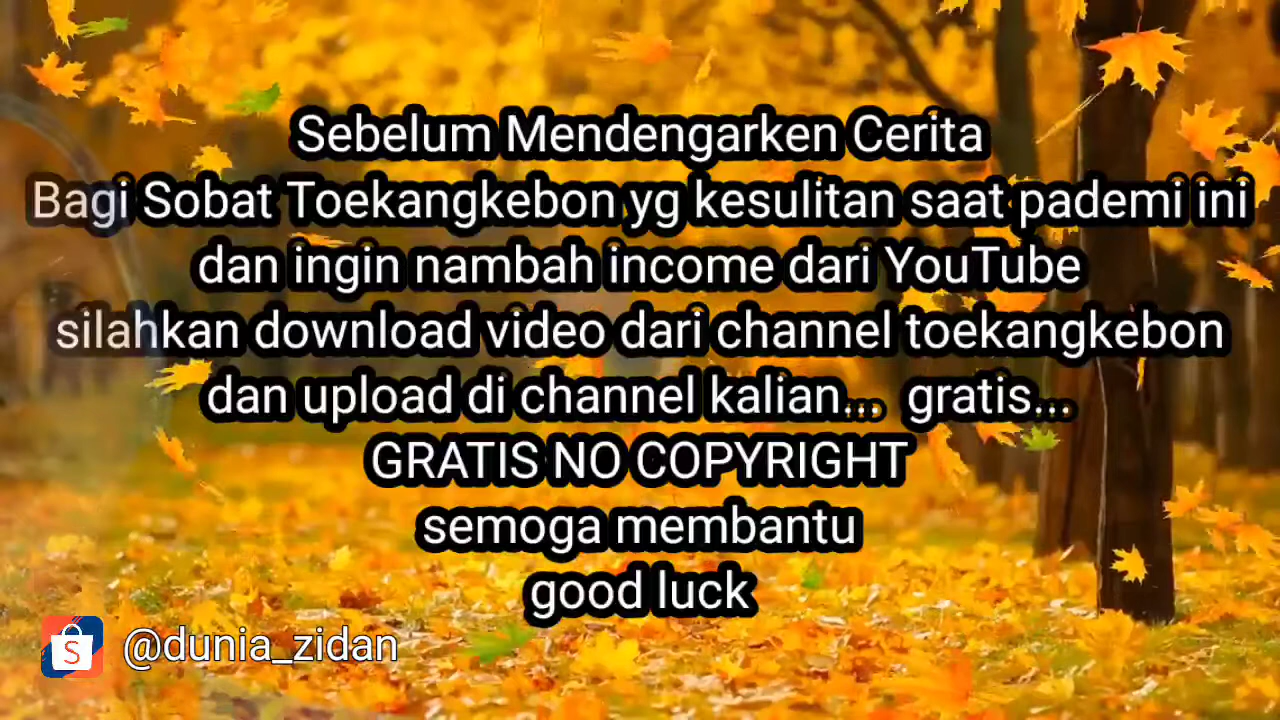 Sebelum Mendengarken Cerita
Bagi Sobat Toekangkebon yg kesulitan saat pademi ini
dan ingin nambah income dari YouTube
silahkan download video dari channel toekangkebon
dan upload di channel kalian... gratis...
GRATIS NO COPYRIGHT
semoga membantu
good luck
S @dunia_zidan